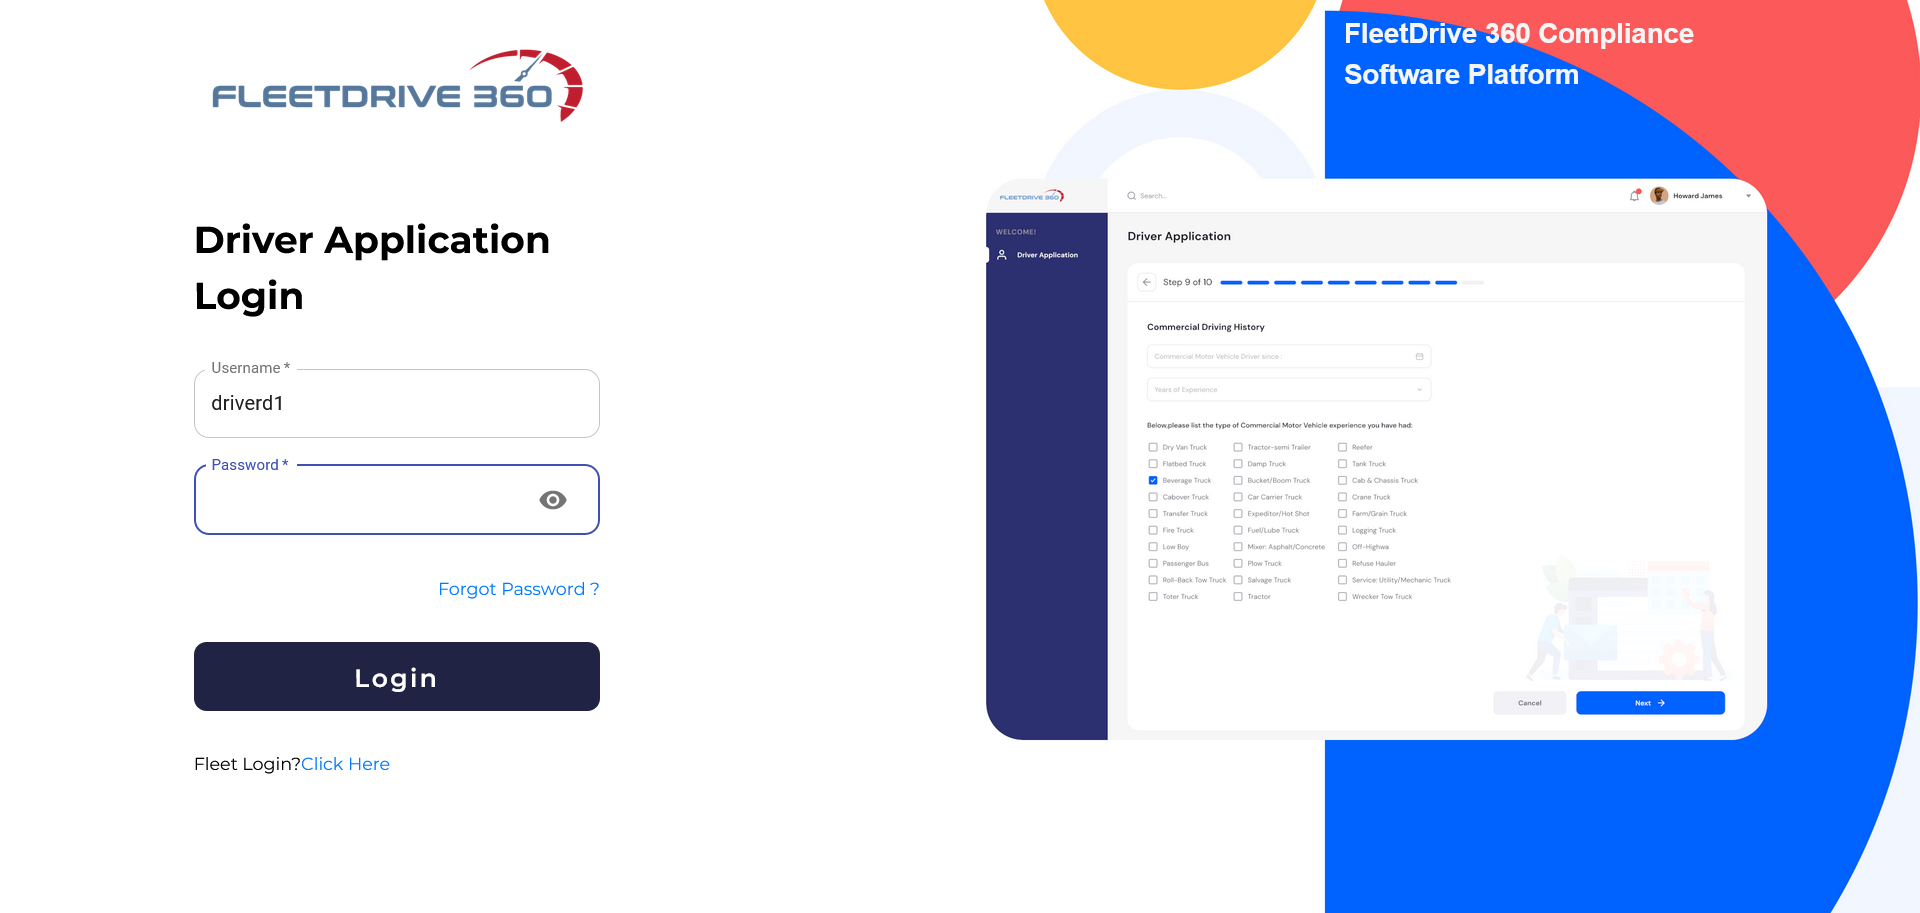 FLEETDRIVE 360
Driver Application
Login
Username *
driverd1
Password *
Forgot Password ?
Login
Fleet Login?Click Here
FleetDrive 360 Compliance
Software Platform
FLEETDRIVE 360
Search...
Howard James
WELCOME!
Driver Application
Driver Application
Step 9 of 10
Commercial Driving History
Commercial Motor Vehicle Driver since :
Years of Experience
Below,please list the type of Commercial Motor Vehicle experience you have had:
Dry Van Truck Tractor-semi Trailer Reefer
Flatbed Truck Damp Truck Tank Truck
Beverage Truck Bucket/Boom Truck Cab & Chassis Truck
Cabover Truck Car Carrier Truck Crane Truck
Transfer Truck Expeditor/Hot Shot Farm/Grain Truck
Fire Truck Fuel/Lube Truck Logging Truck
Low Boy Mixer: Asphalt/Concrete Off-Highwa
Passenger Bus Plow Truck Refuse Hauler
Roll-Back Tow Truck Salvage Truck Service: Utility/Mechanic Truck
Toter Truck Tractor Wrecker Tow Truck
Cancel
Next